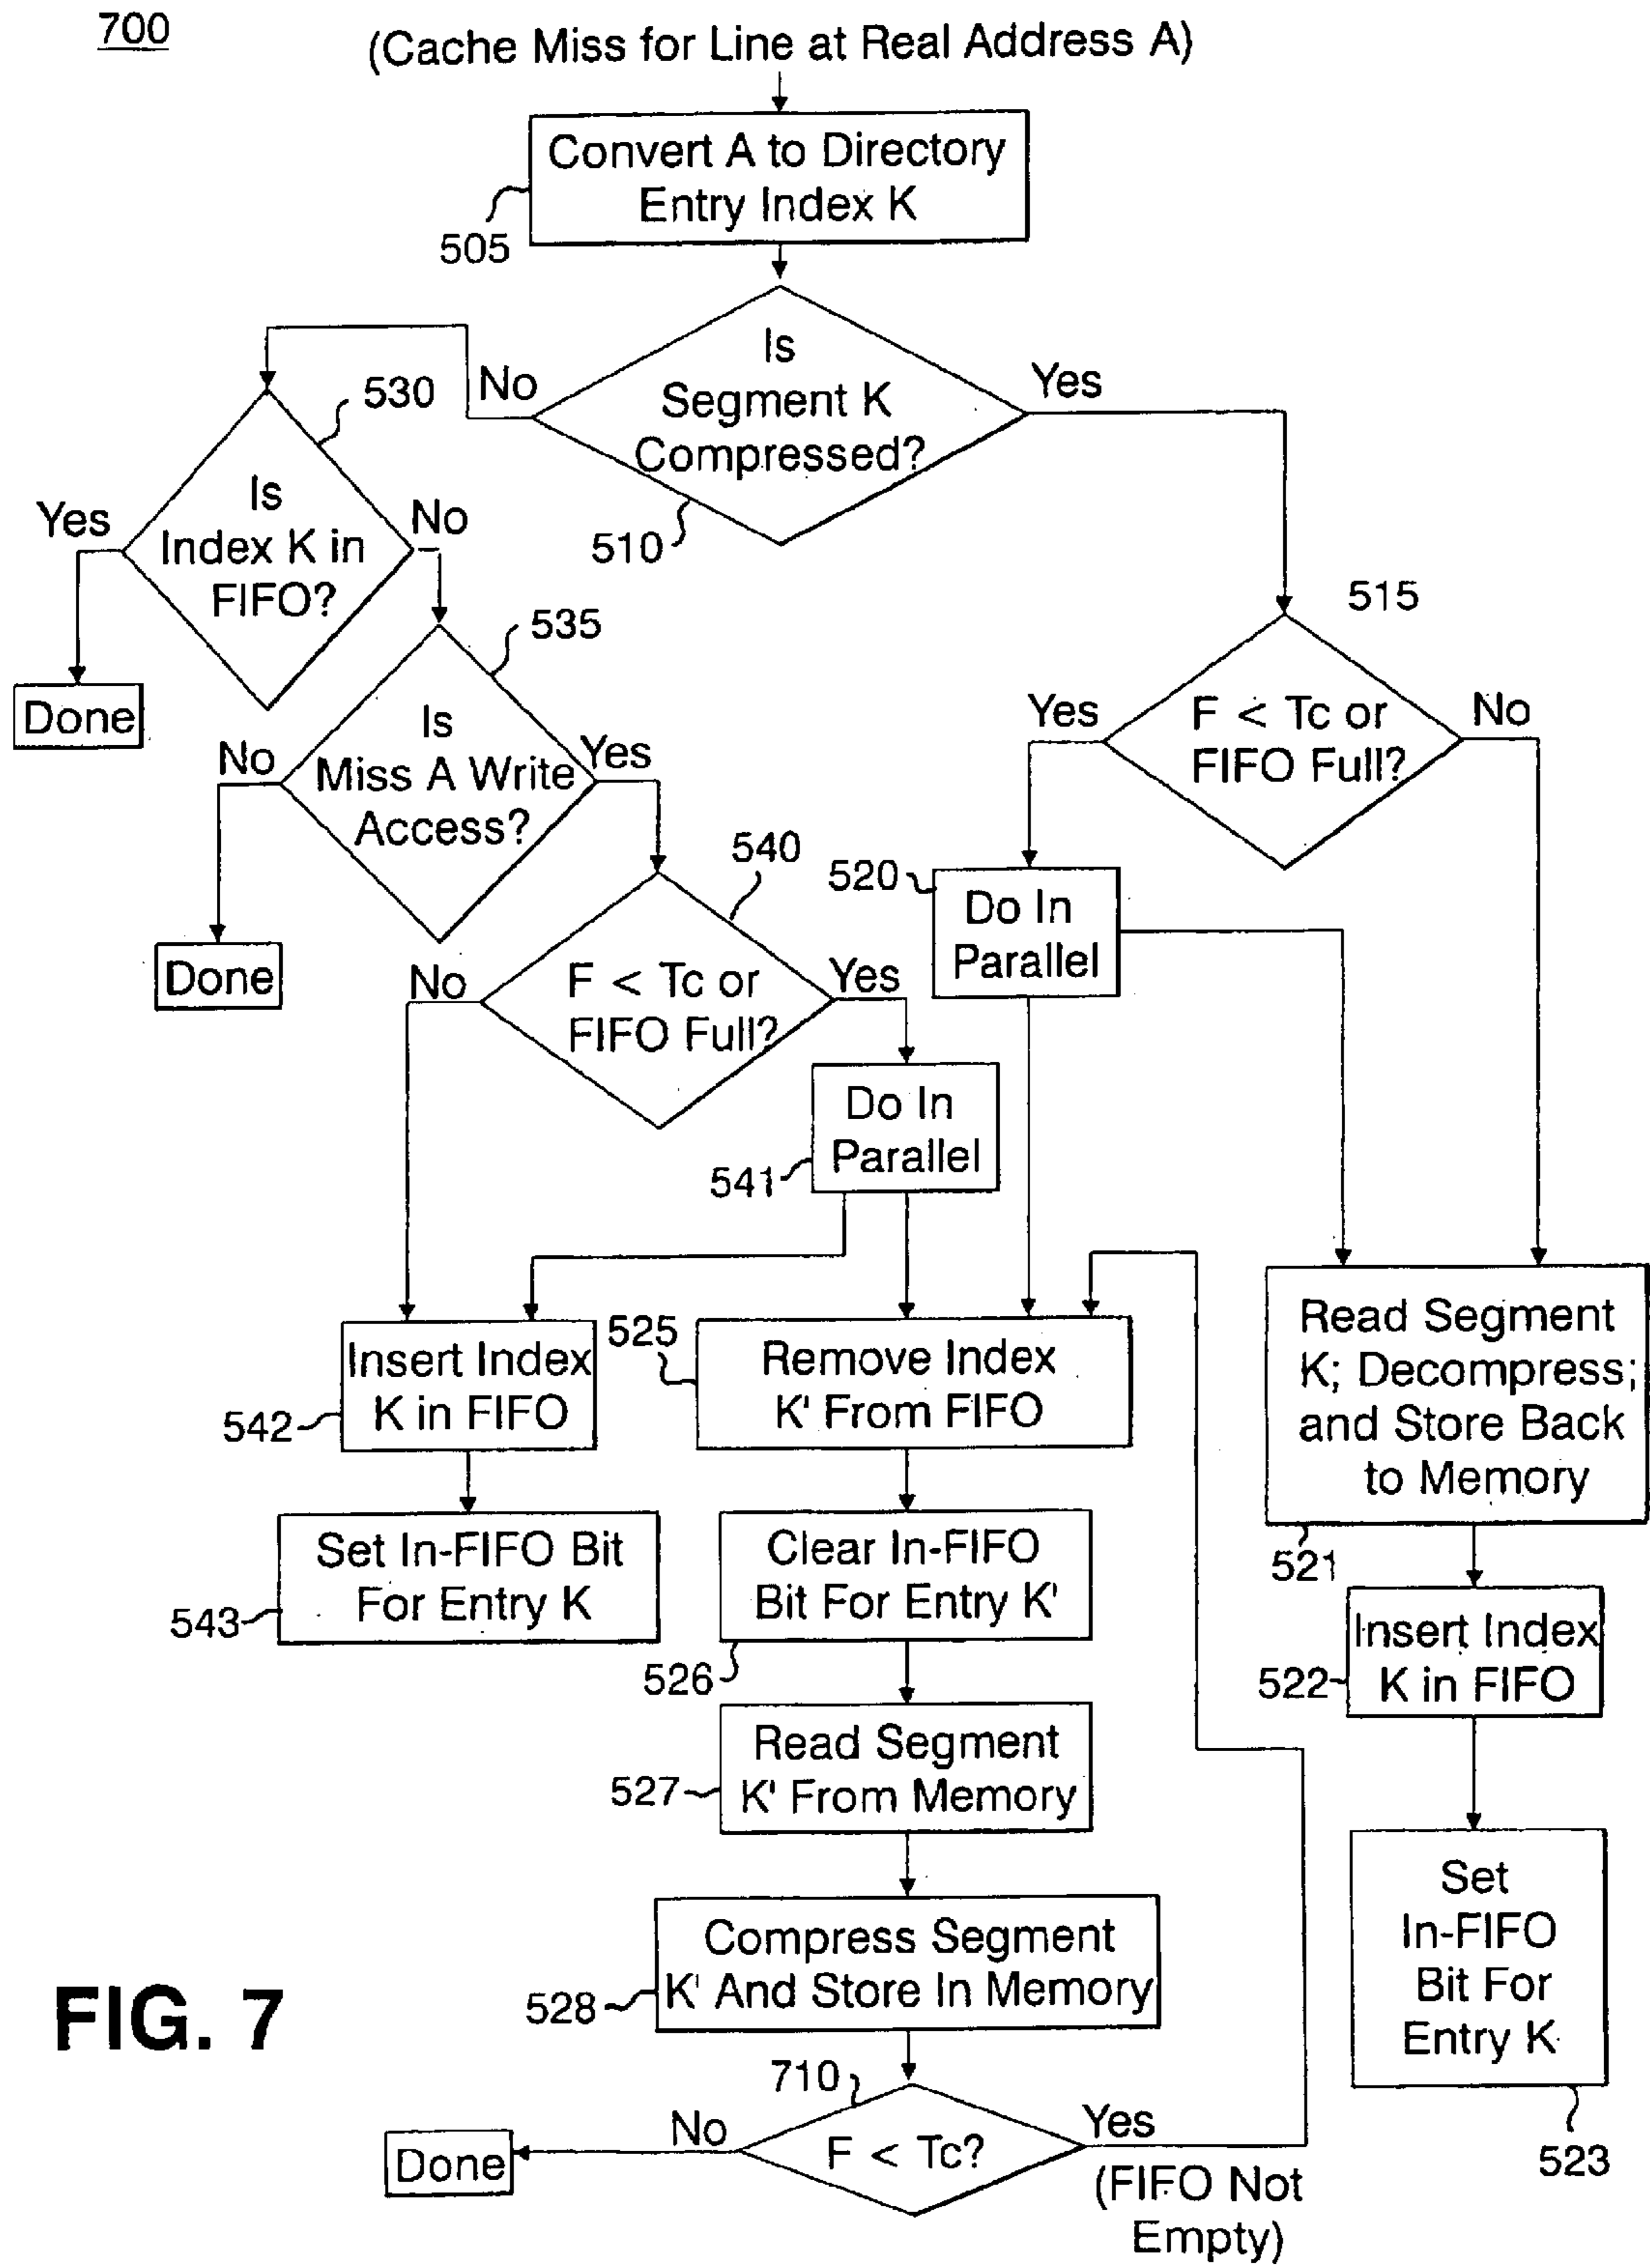 700
(Cache Miss for Line at Real Address A)
Convert A to Directory
Entry Index K
505
Is
Segment K
Compressed?
No
Yes
510
530
Is
Index K in
FIFO?
Yes
No
Done
535
Is
Miss A Write
Access?
No
Yes
Done
515
F < Tc or
FIFO Full?
Yes
No
520
Do In
Parallel
540
F < Tc or
FIFO Full?
No
Yes
Do In
Parallel
541
Insert Index
K in FIFO
542
525
Remove Index
K' From FIFO
Read Segment
K; Decompress;
and Store Back
to Memory
521
Set In-FIFO Bit
For Entry K
543
Clear In-FIFO
Bit For Entry K'
526
Insert Index
K in FIFO
522
Read Segment
K' From Memory
527
Set
In-FIFO
Bit For
Entry K
523
Compress Segment
K' And Store In Memory
528
710
F < Tc?
No
Yes
Done
(FIFO Not
Empty)
FIG. 7